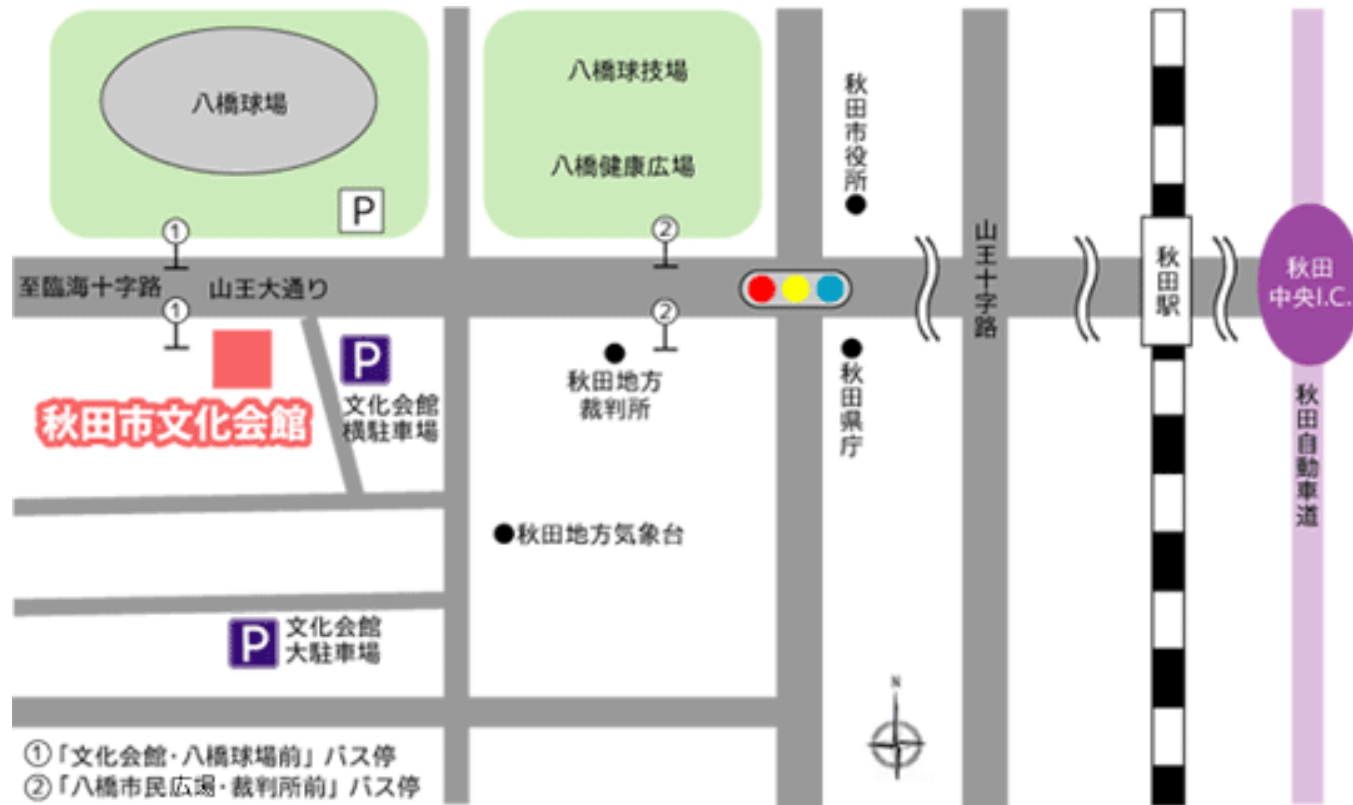 八橋球場
P
八橋球技場
八橋健康広場
秋田市役所
①
②
至臨海十字路
山王大通り
山王十字路
秋田駅
秋田
中央I.C.
①
②
P
文化会館
横駐車場
秋田市文化会館
秋田地方
裁判所
秋田県庁
秋田自動車道
秋田地方気象台
P
文化会館
大駐車場
N
①「文化会館・八橋球場前」バス停
②「八橋市民広場・裁判所前」バス停